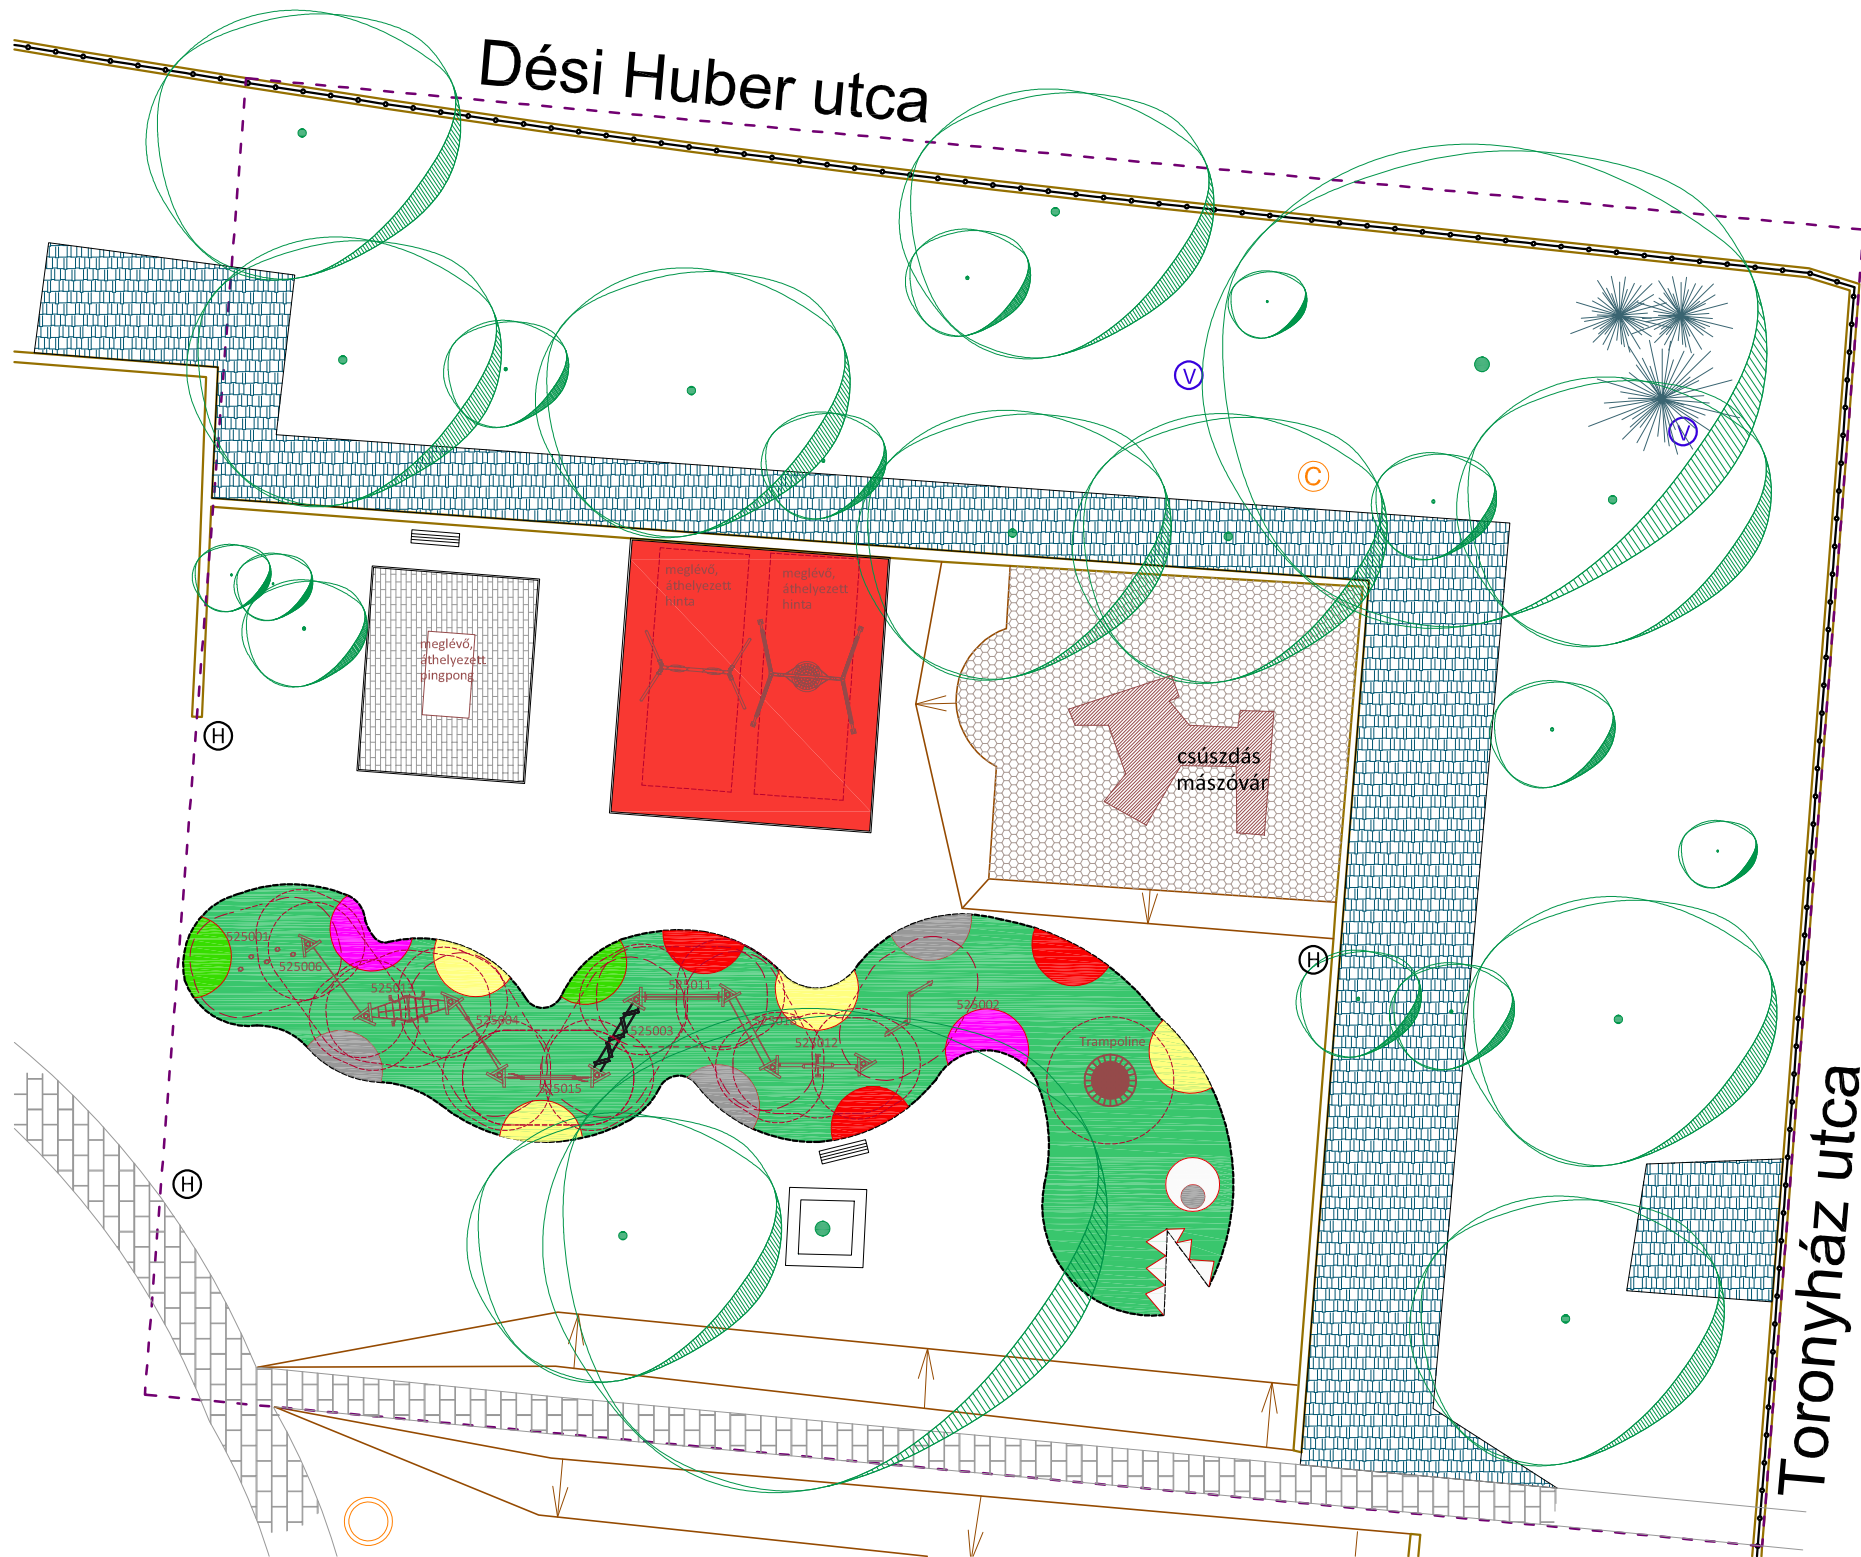 Dési Huber utca
V
V
C
meglévő,
áthelyezett
hinta
meglévő,
áthelyezett
hinta
meglévő,
áthelyezett
pingpong
H
csúszdás
mászóvár
525001
525006
525013
525004
525011
525003
525012
525002
525015
H
Trampoline
H
Toronyház utca